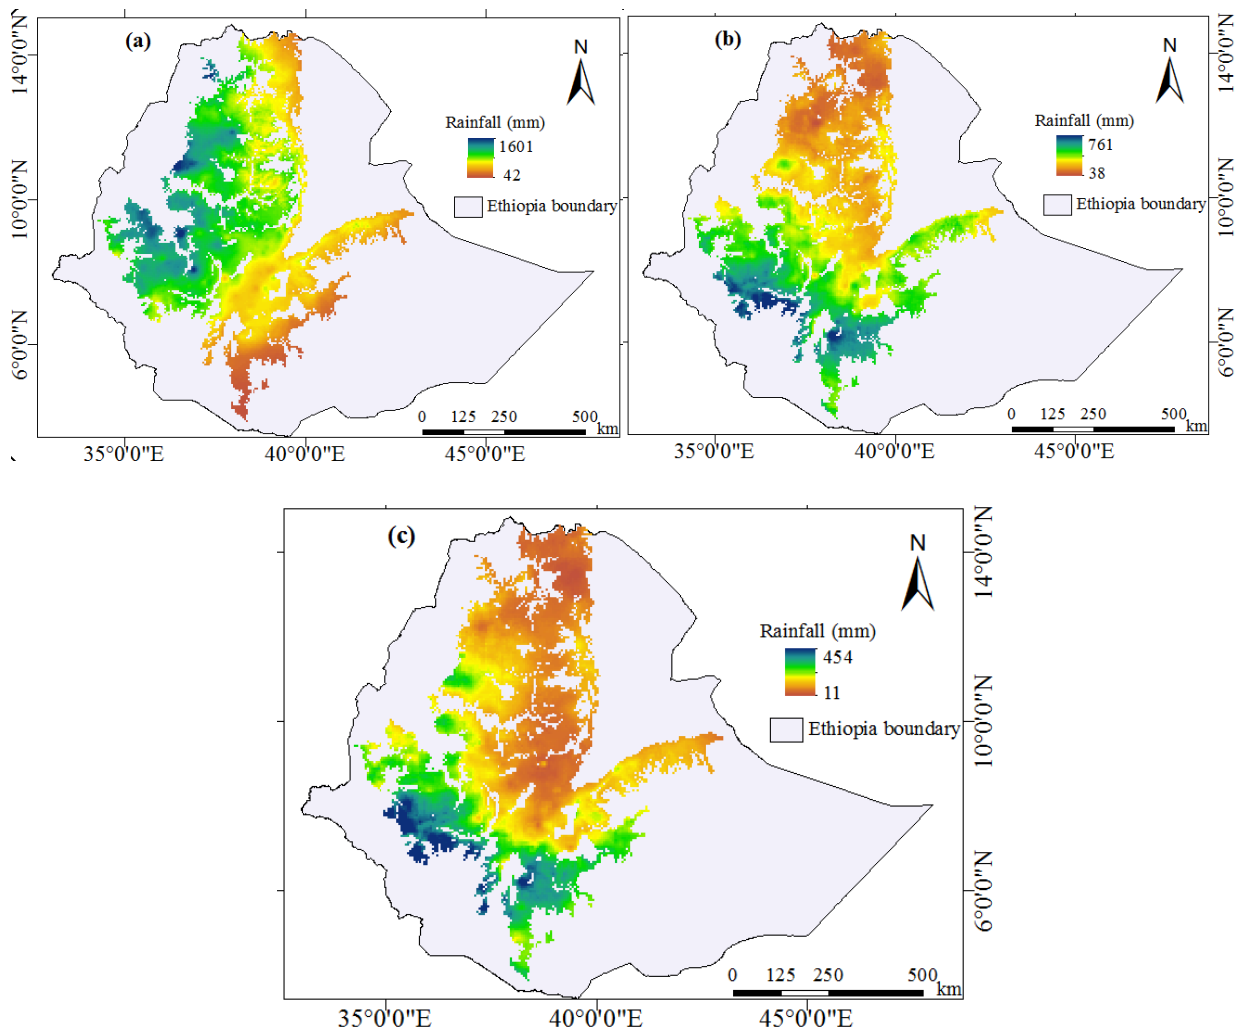 (a)
N
Rainfall (mm)
1601
42
Ethiopia boundary
0 125 250 500
km
14°0'0"N
10°0'0"N
6°0'0"N
35°0'0"E 40°0'0"E 45°0'0"E
(b)
N
Rainfall (mm)
761
38
Ethiopia boundary
0 125 250 500
km
14°0'0"N
10°0'0"N
6°0'0"N
35°0'0"E 40°0'0"E 45°0'0"E
(c)
N
Rainfall (mm)
454
11
Ethiopia boundary
0 125 250 500
km
14°0'0"N
10°0'0"N
6°0'0"N
35°0'0"E 40°0'0"E 45°0'0"E